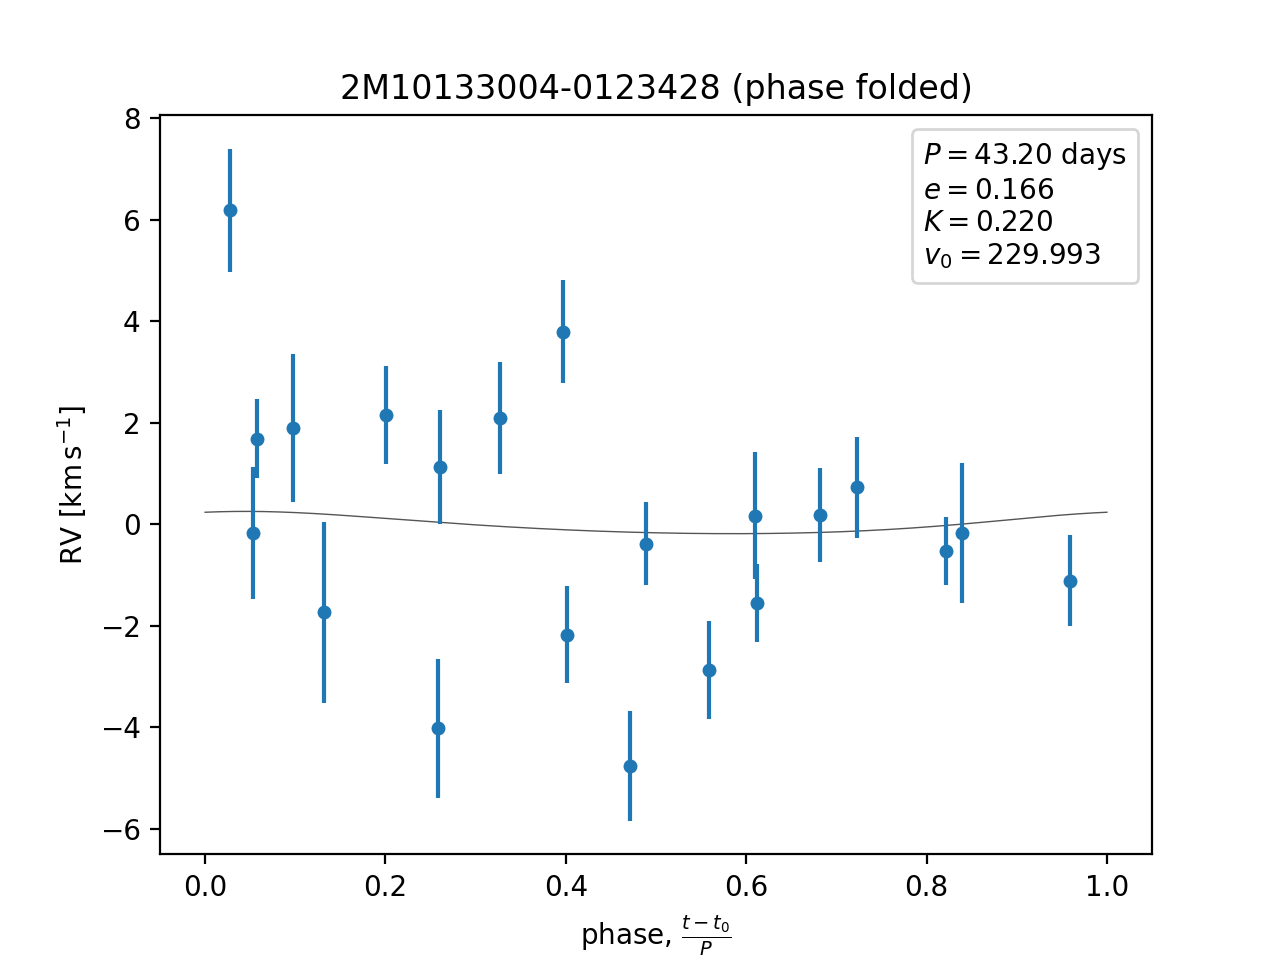 2M10133004-0123428 (phase folded)
P = 43.20 days
e = 0.166
K = 0.220
v₀ = 229.993
8
6
4
2
0
−2
−4
−6
RV [km s⁻¹]
0.0 0.2 0.4 0.6 0.8 1.0
phase, (t − t₀)/P